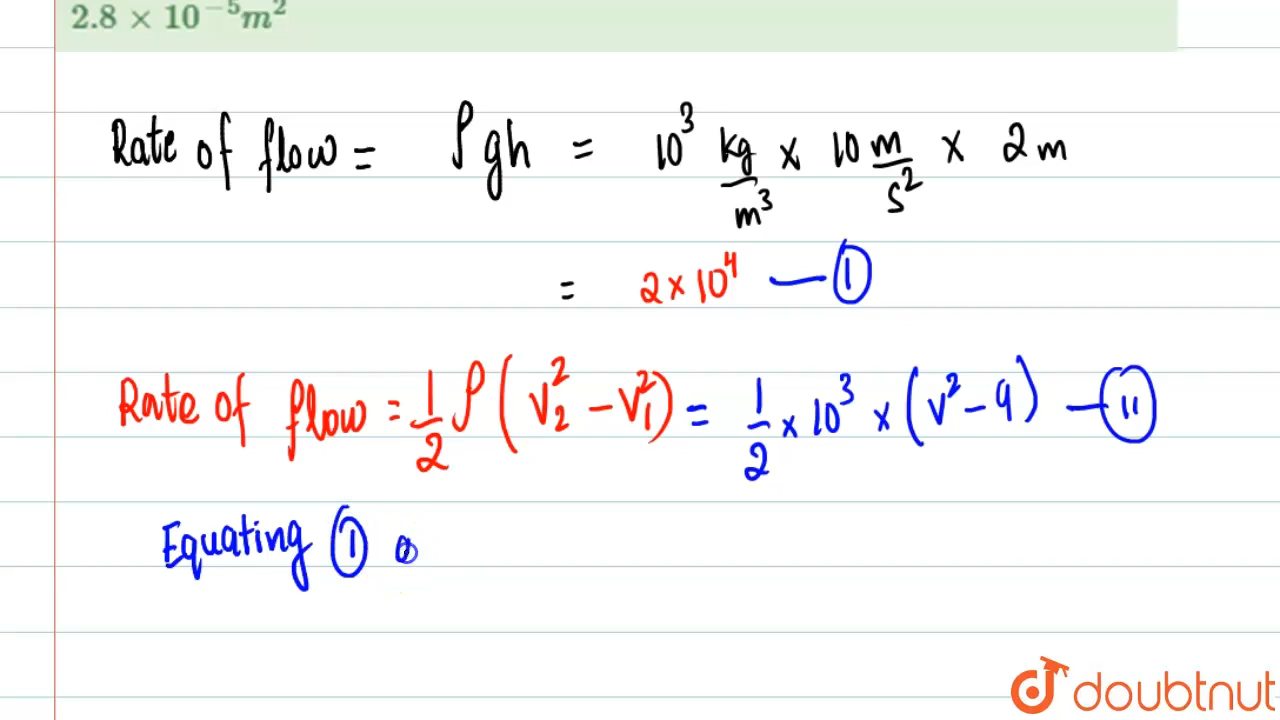 2.8 × 10⁻⁵m²
Rate of flow = ρgh = 10³ kg/m³ × 10 m/s² × 2m
= 2×10⁴ — ①
Rate of flow = 1/2 ρ (V₂² - V₁²) = 1/2 × 10³ × (v² - 9) — ⑪
Equating ①
doubtnut